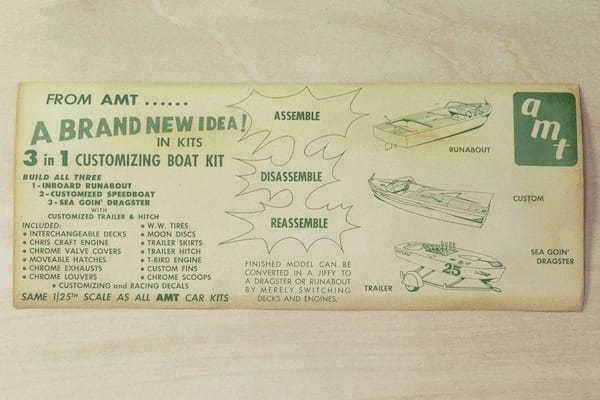 FROM AMT ......
A BRAND NEW IDEA!
IN KITS
3 in 1 CUSTOMIZING BOAT KIT
BUILD ALL THREE
1 - INBOARD RUNABOUT
2 - CUSTOMIZED SPEEDBOAT
3 - SEA GOIN' DRAGSTER
WITH
CUSTOMIZED TRAILER & HITCH
INCLUDED:
• INTERCHANGEABLE DECKS
• CHRIS CRAFT ENGINE
• CHROME VALVE COVERS
• MOVEABLE HATCHES
• CHROME EXHAUSTS
• CHROME LOUVERS
• W.W. TIRES
• MOON DISCS
• TRAILER SKIRTS
• TRAILER HITCH
• T-BIRD ENGINE
• CUSTOM FINS
• CHROME SCOOPS
• CUSTOMIZING and RACING DECALS
SAME 1/25TH SCALE AS ALL AMT CAR KITS
ASSEMBLE
DISASSEMBLE
REASSEMBLE
FINISHED MODEL CAN BE
CONVERTED IN A JIFFY TO
A DRAGSTER OR RUNABOUT
BY MERELY SWITCHING
DECKS AND ENGINES.
RUNABOUT
CUSTOM
SEA GOIN'
DRAGSTER
25
TRAILER
amt